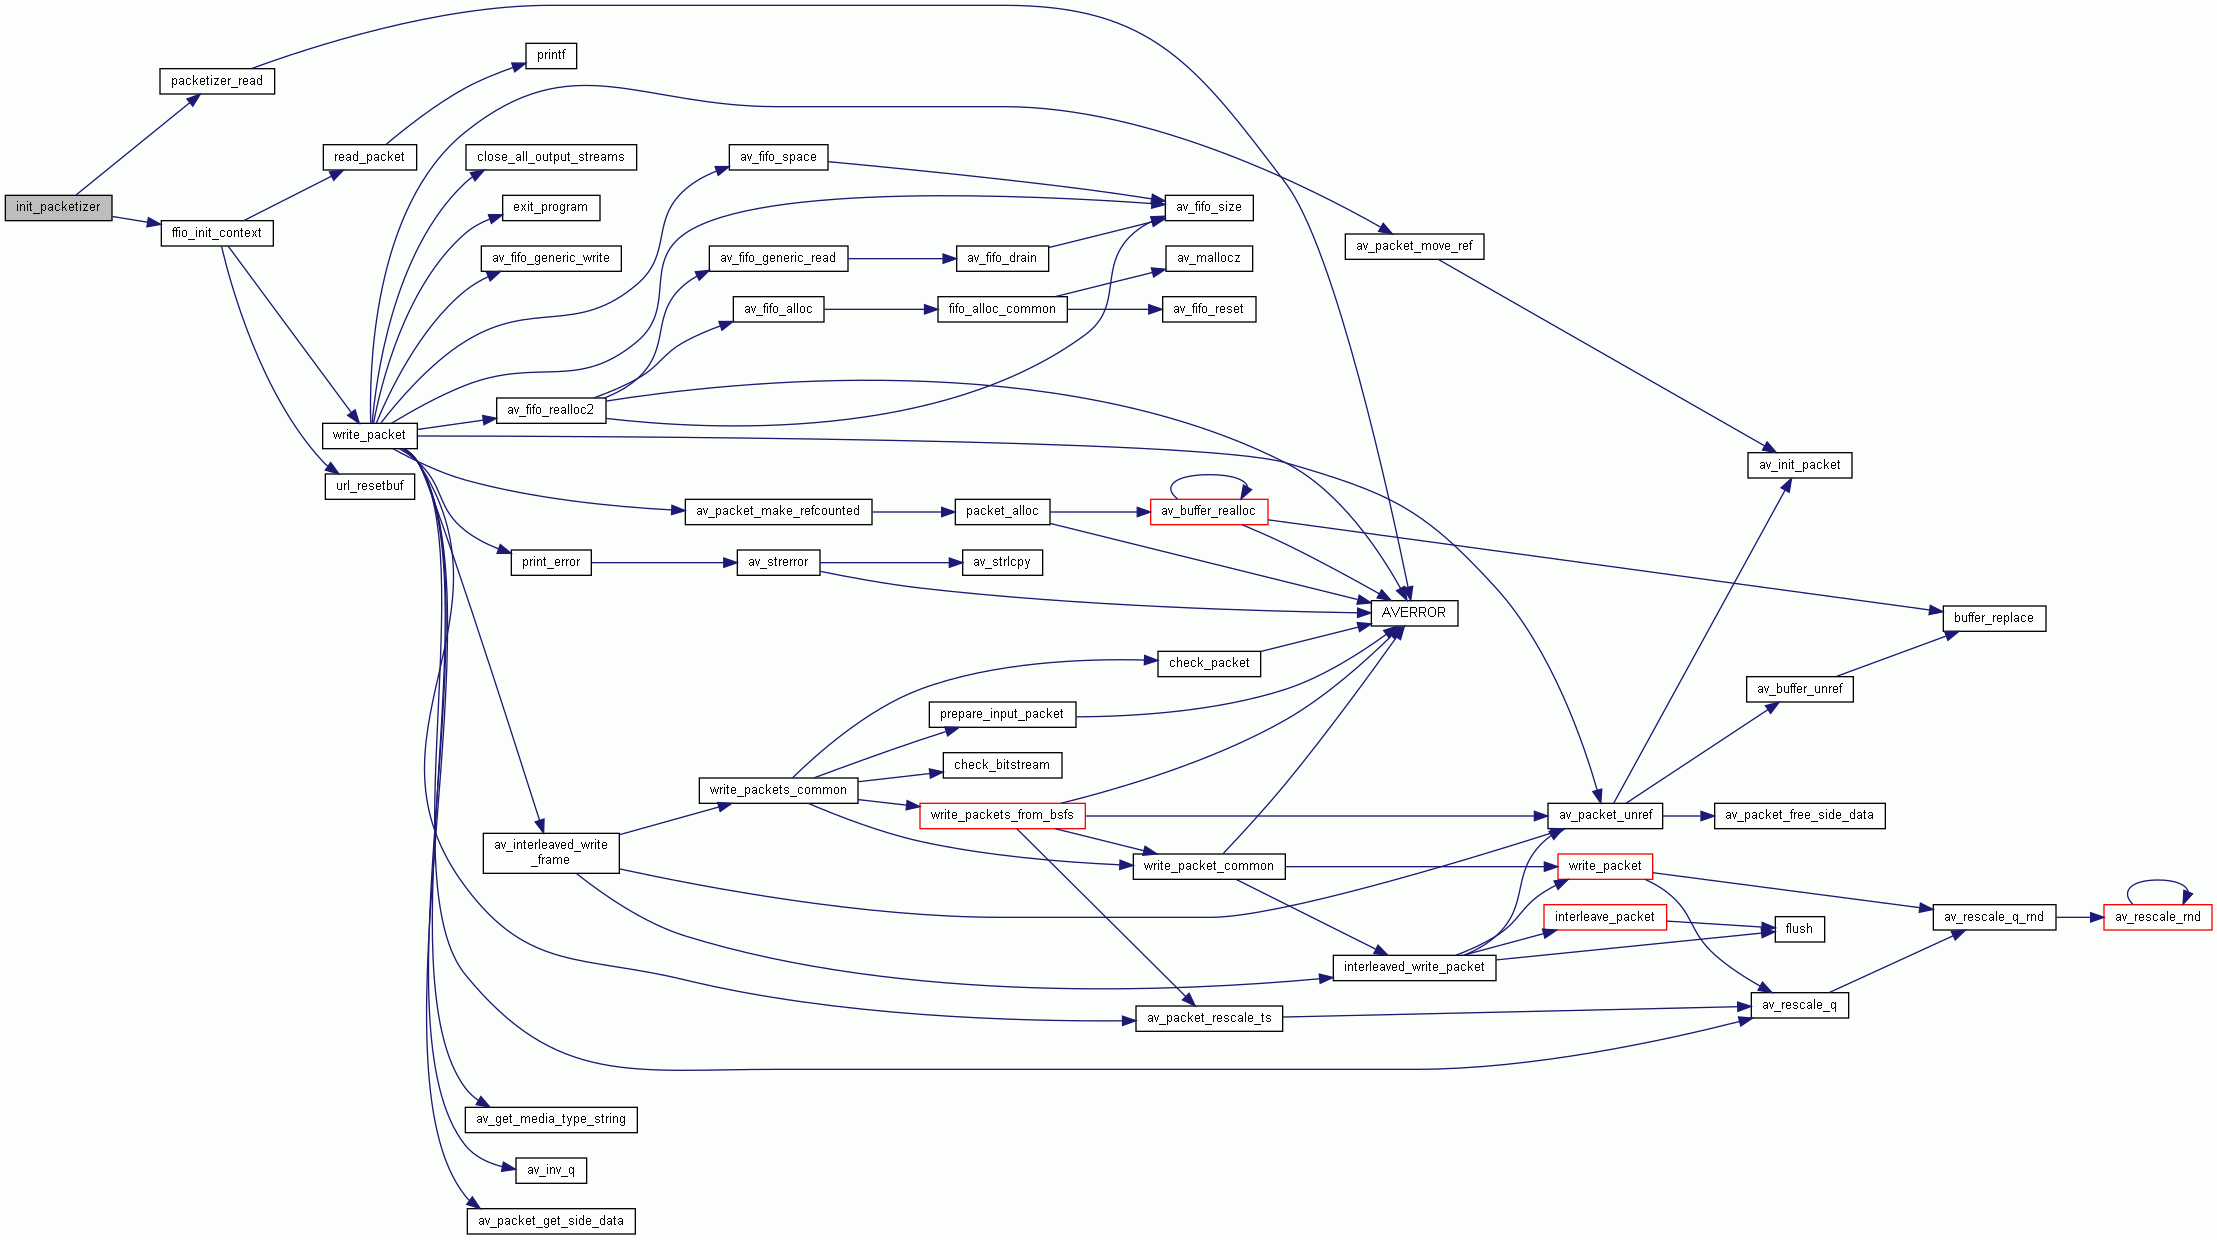 init_packetizer
packetizer_read
ffio_init_context
read_packet
write_packet
url_resetbuf
printf
close_all_output_streams
exit_program
av_fifo_generic_write
av_fifo_realloc2
print_error
av_interleaved_write
_frame
av_get_media_type_string
av_inv_q
av_packet_get_side_data
av_fifo_space
av_fifo_generic_read
av_fifo_alloc
av_packet_make_refcounted
av_strerror
write_packets_common
av_fifo_drain
fifo_alloc_common
packet_alloc
av_strlcpy
prepare_input_packet
check_bitstream
write_packets_from_bsfs
av_fifo_size
av_mallocz
av_fifo_reset
av_buffer_realloc
check_packet
write_packet_common
av_packet_rescale_ts
av_packet_move_ref
AVERROR
interleaved_write_packet
av_packet_unref
write_packet
interleave_packet
av_init_packet
av_buffer_unref
av_packet_free_side_data
flush
av_rescale_q
buffer_replace
av_rescale_q_rnd
av_rescale_rnd